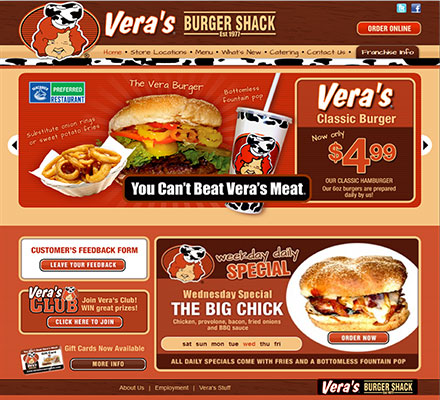 Vera's BURGER SHACK
Est 1977
ORDER ONLINE
Home • Store Locations • Menu • What's New • Catering • Contact Us • Franchise Info
PREFERRED
RESTAURANT
The Vera Burger
Bottomless
Fountain pop
Substitute onion rings
or sweet potato fries
You Can't Beat Vera's Meat.
Vera's
Classic Burger
Now only
$4.99
OUR CLASSIC HAMBURGER
Our 6oz burgers are prepared
daily by us!
CUSTOMER'S FEEDBACK FORM
LEAVE YOUR FEEDBACK
Vera's
CLUB
Join Vera's Club!
WIN great prizes!
CLICK HERE TO JOIN
Gift Cards Now Available
MORE INFO
weekday daily
SPECIAL
Wednesday Special
THE BIG CHICK
Chicken, provolone, bacon, fried onions
and BBQ sauce
sat sun mon tue wed thu fri
ORDER NOW
ALL DAILY SPECIALS COME WITH FRIES AND A BOTTOMLESS FOUNTAIN POP
About Us | Employment | Vera's Stuff
Vera's BURGER SHACK
Est 1977